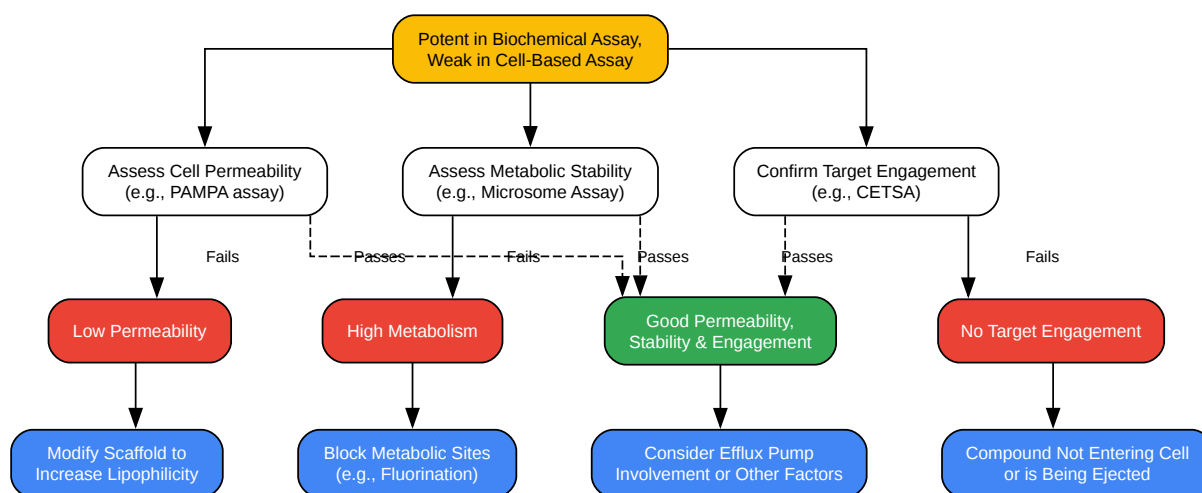 Potent in Biochemical Assay,
Weak in Cell-Based Assay
Assess Cell Permeability
(e.g., PAMPA assay)
Assess Metabolic Stability
(e.g., Microsome Assay)
Confirm Target Engagement
(e.g., CETSA)
Fails
Passes
Fails
Passes
Passes
Fails
Low Permeability
High Metabolism
Good Permeability,
Stability & Engagement
No Target Engagement
Modify Scaffold to
Increase Lipophilicity
Block Metabolic Sites
(e.g., Fluorination)
Consider Efflux Pump
Involvement or Other Factors
Compound Not Entering Cell
or is Being Ejected